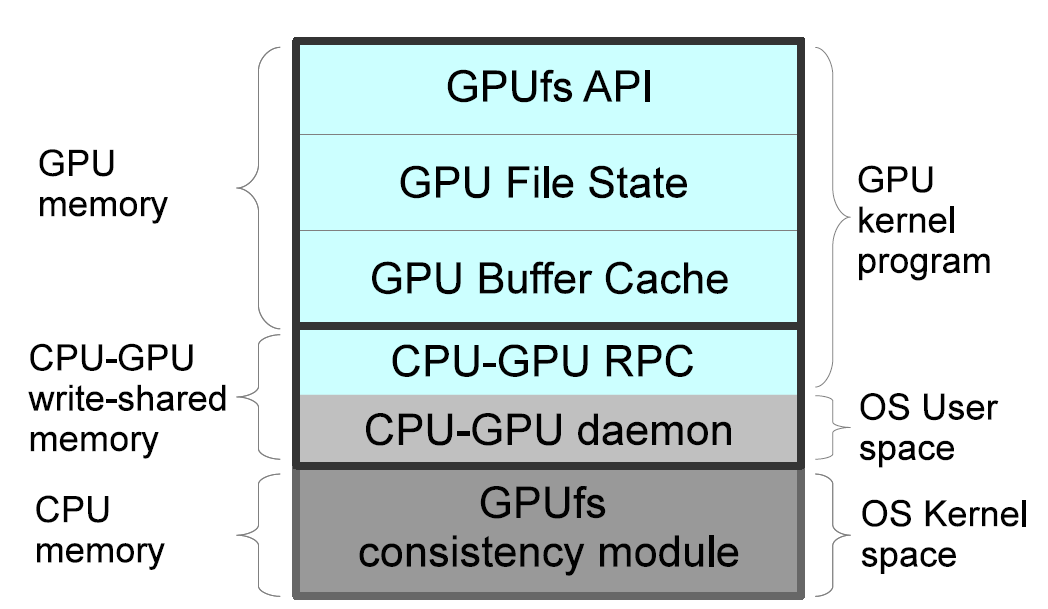 GPUfs API
GPU File State
GPU Buffer Cache
CPU-GPU RPC
CPU-GPU daemon
GPUfs
consistency module
GPU
memory
CPU-GPU
write-shared
memory
CPU
memory
GPU
kernel
program
OS User
space
OS Kernel
space